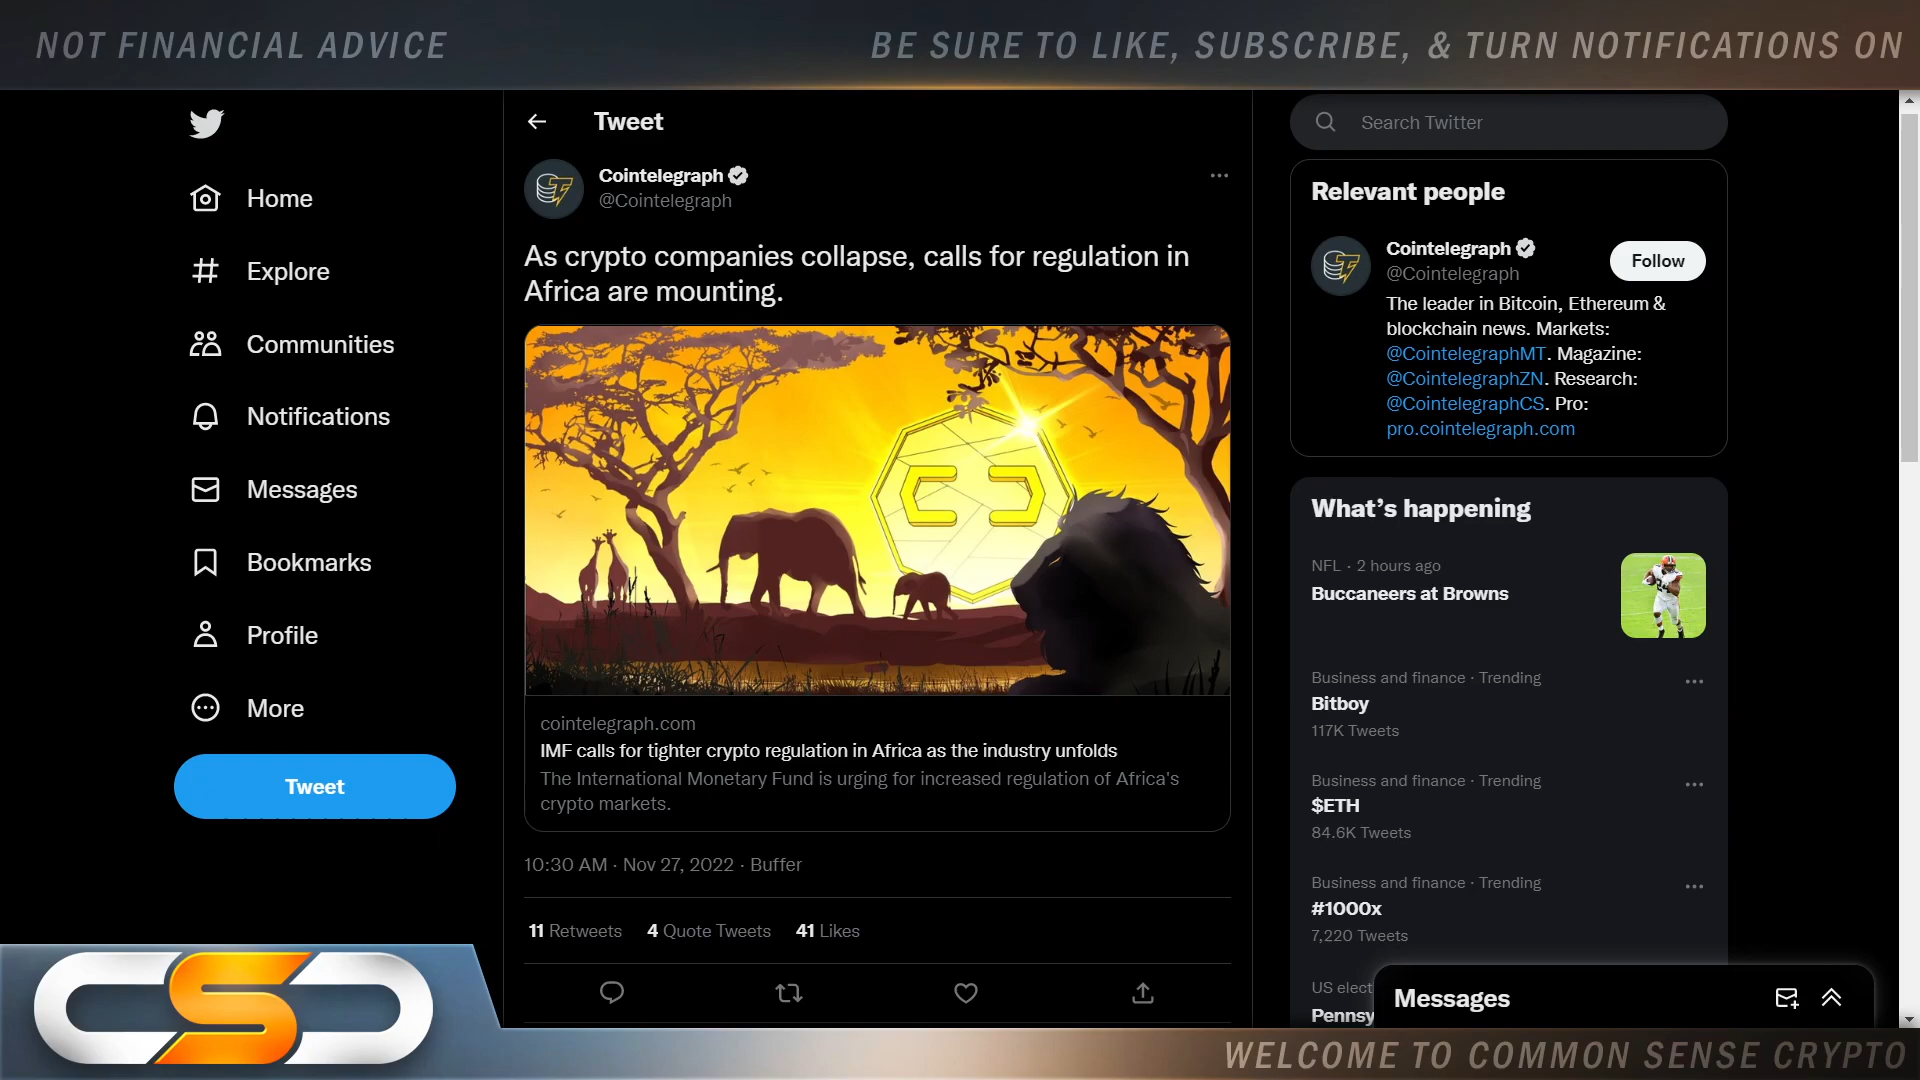 NOT FINANCIAL ADVICE
BE SURE TO LIKE, SUBSCRIBE, & TURN NOTIFICATIONS ON
Home
Explore
Communities
Notifications
Messages
Bookmarks
Profile
More
Tweet
Tweet
Cointelegraph
@Cointelegraph
As crypto companies collapse, calls for regulation in
Africa are mounting.
cointelegraph.com
IMF calls for tighter crypto regulation in Africa as the industry unfolds
The International Monetary Fund is urging for increased regulation of Africa's
crypto markets.
10:30 AM · Nov 27, 2022 · Buffer
11 Retweets 4 Quote Tweets 41 Likes
Search Twitter
Relevant people
Cointelegraph
@Cointelegraph
Follow
The leader in Bitcoin, Ethereum &
blockchain news. Markets:
@CointelegraphMT. Magazine:
@CointelegraphZN. Research:
@CointelegraphCS. Pro:
pro.cointelegraph.com
What's happening
NFL · 2 hours ago
Buccaneers at Browns
Business and finance · Trending
Bitboy
117K Tweets
Business and finance · Trending
$ETH
84.6K Tweets
Business and finance · Trending
#1000x
7,220 Tweets
US elect
Pennsy
Messages
CSC
WELCOME TO COMMON SENSE CRYPTO